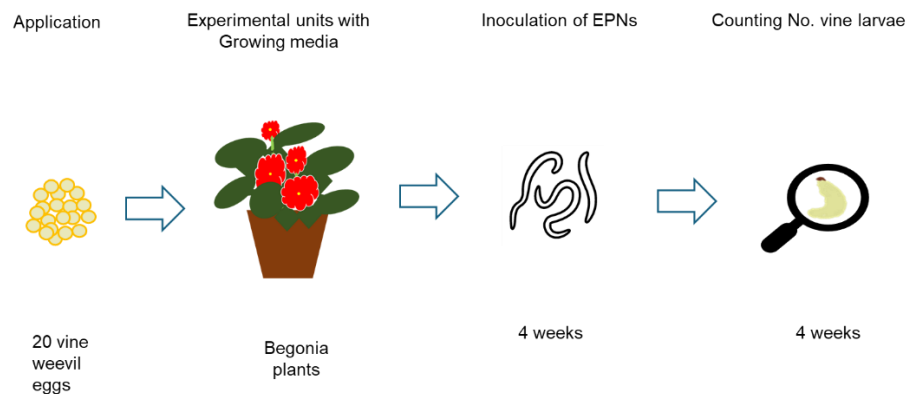 Application
Experimental units with
Growing media
Inoculation of EPNs
Counting No. vine larvae
20 vine
weevil
eggs
Begonia
plants
4 weeks
4 weeks